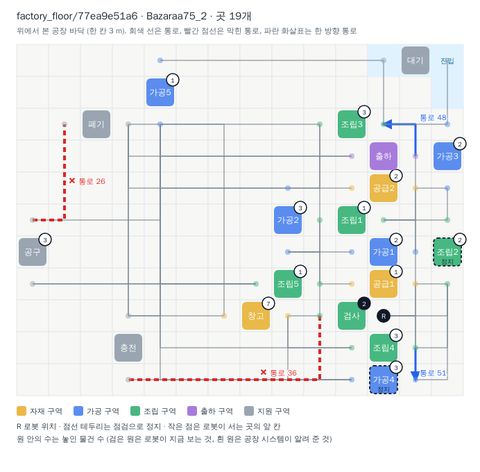 factory_floor/77ea9e51a6 · Bazaraa75_2 · 곳 19개
위에서 본 공장 바닥 (한 칸 3 m). 회색 선은 통로, 빨간 점선은 막힌 통로, 파란 화살표는 한 방향 통로
대기
전립
1
가공5
3
통로 48
폐기
조립3
2
출하
가공3
✕ 통로 26
2
공급2
3
1
가공2
조립1
3
2
2
공구
가공1
조립2
정지
1
1
조립5
공급1
7
2
창고
검사
R
3
충전
조립4
3
✕ 통로 36
가공4
통로 51
정지
자재 구역
가공 구역
조립 구역
출하 구역
지원 구역
R 로봇 위치 · 점선 테두리는 점검으로 정지 · 작은 점은 로봇이 서는 곳의 앞 칸
원 안의 수는 놓인 물건 수 (검은 원은 로봇이 지금 보는 것, 흰 원은 공장 시스템이 알려 준 것)